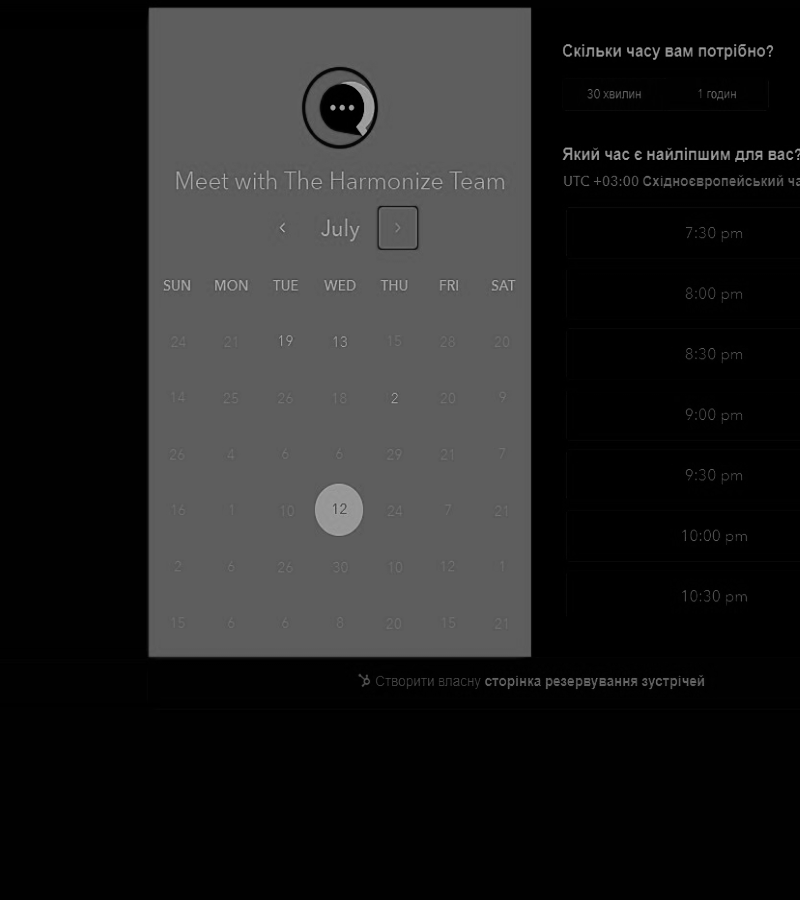 Meet with The Harmonize Team
July
SUN MON TUE WED THU FRI SAT
24 21 19 13 15 28 20
14 25 26 18 2 20 9
26 4 6 6 29 21 7
16 1 10 12 24 7 21
2 6 26 30 10 12 1
15 6 6 8 20 15 21
Скільки часу вам потрібно?
30 хвилин 1 годин
Який час є найліпшим для вас?
UTC +03:00 Східноєвропейський
7:30 pm
8:00 pm
8:30 pm
9:00 pm
9:30 pm
10:00 pm
10:30 pm
Створити власну сторінка резервування зустрічей